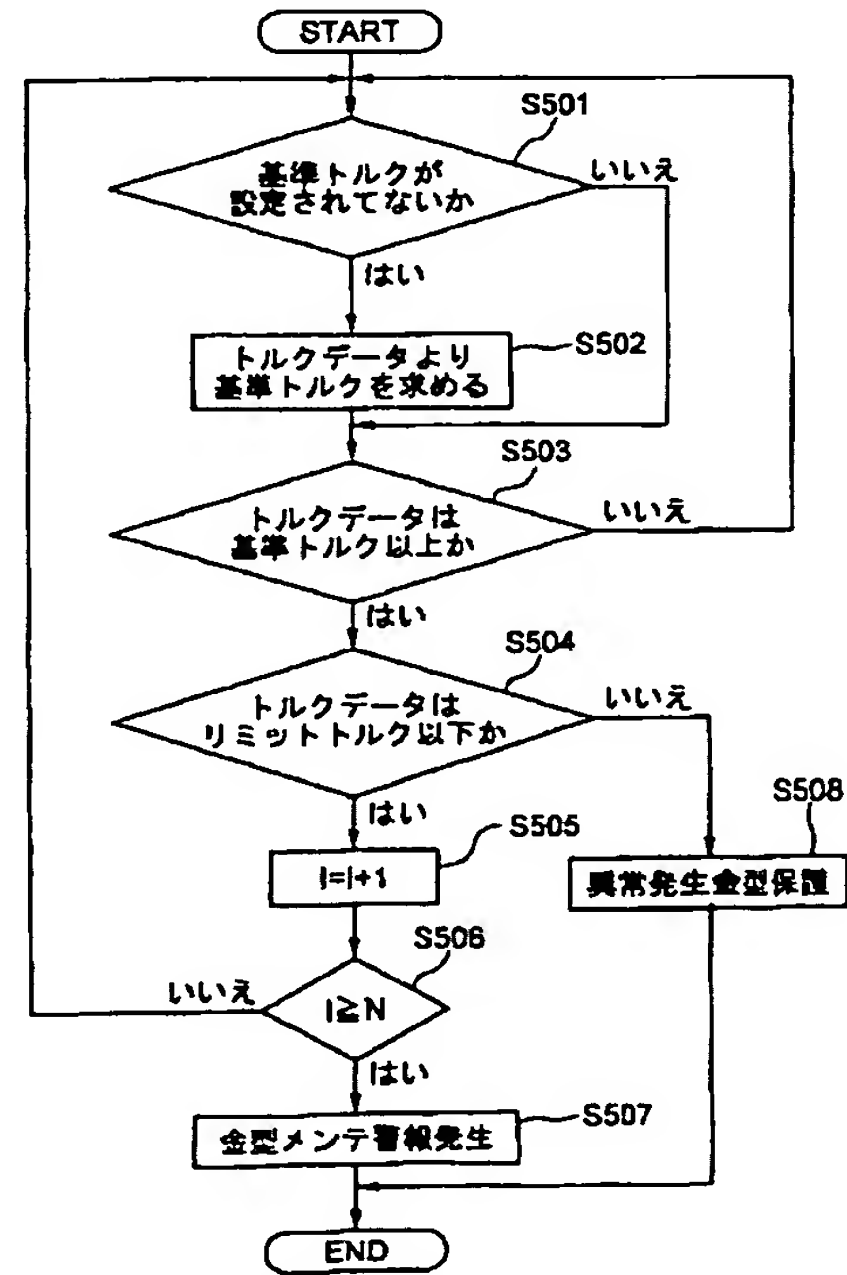 START
S501
基準トルクが
設定されてないか
いいえ
はい
S502
トルクデータより
基準トルクを求める
S503
トルクデータは
基準トルク以上か
いいえ
はい
S504
トルクデータは
リミットトルク以下か
いいえ
はい
S505
I=I+1
S508
異常発生金型保護
S506
I≧N
いいえ
はい
S507
金型メンテ警報発生
END